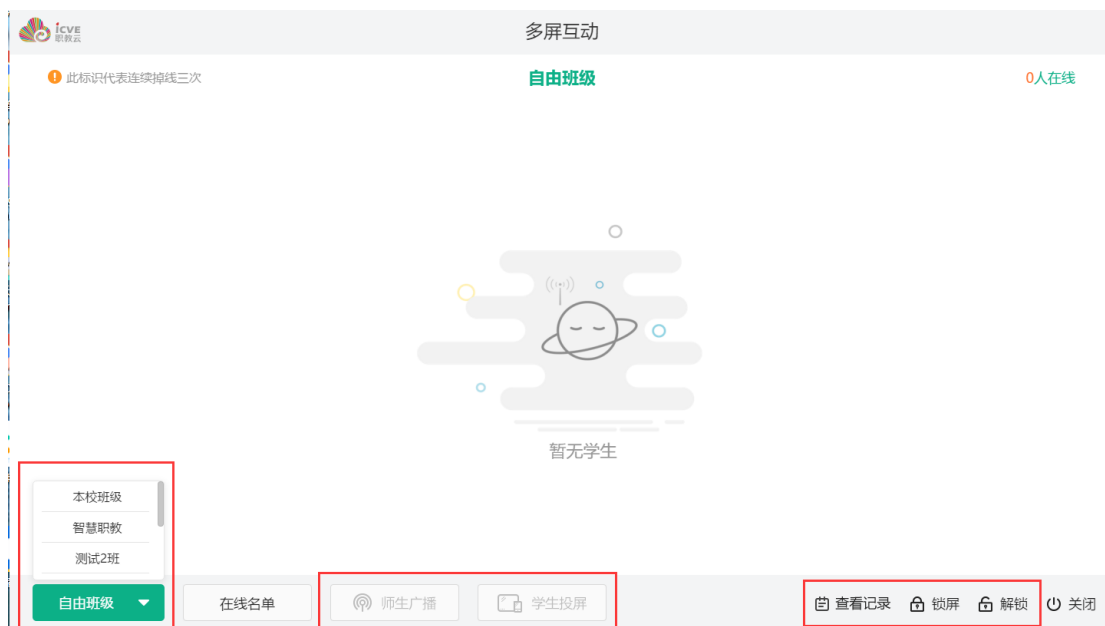 icve
职教云
多屏互动
此标识代表连续掉线三次
自由班级
0人在线
暂无学生
本校班级
智慧职教
测试2班
自由班级
在线名单
师生广播
学生投屏
查看记录
锁屏
解锁
关闭